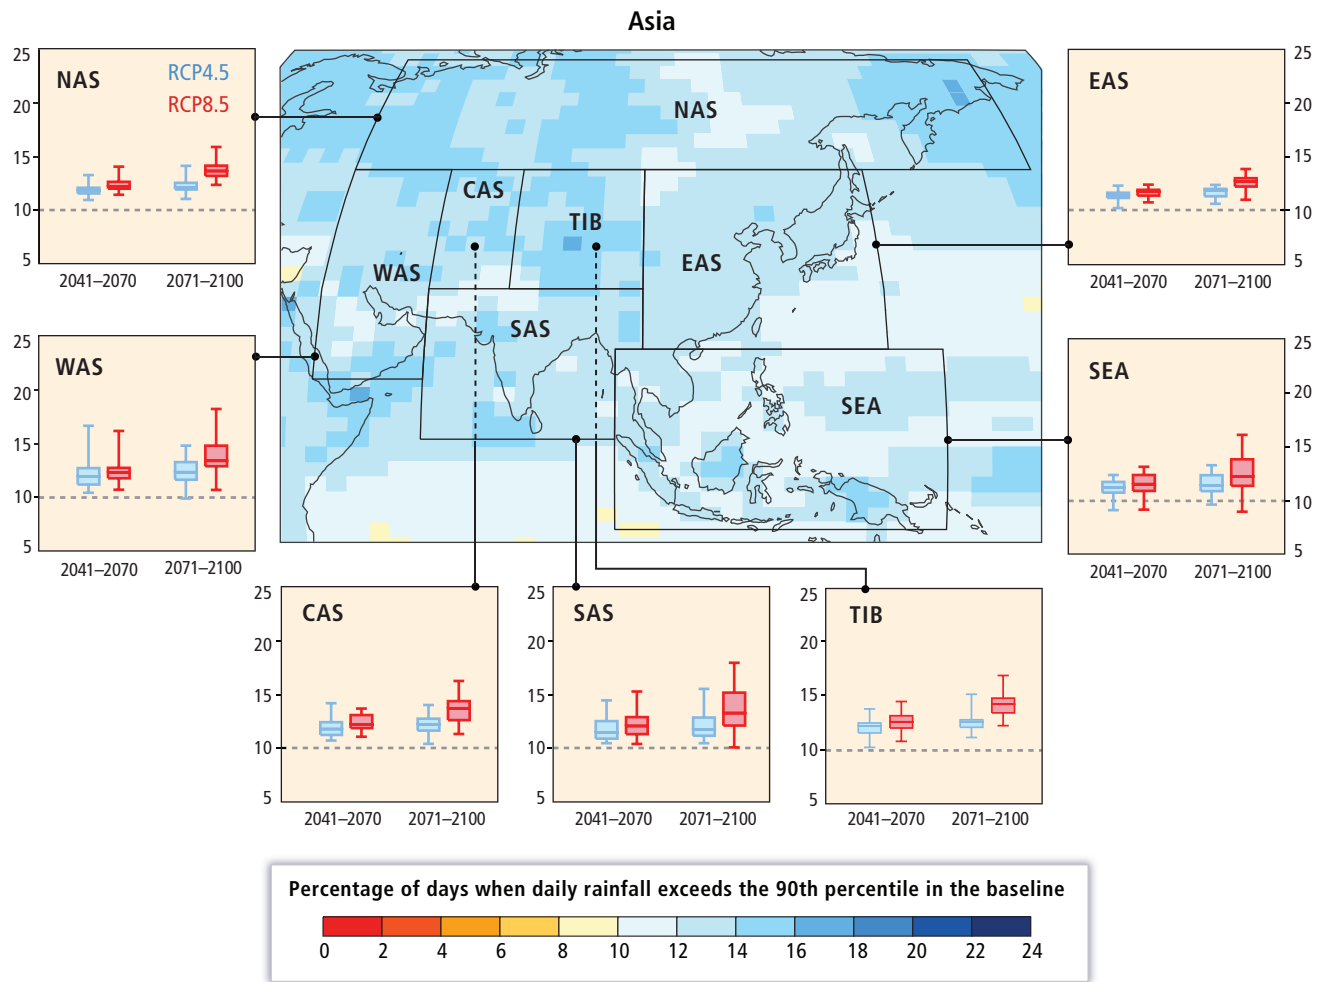 Asia
25
20
15
10
5
NAS
RCP4.5
RCP8.5
2041–2070 2071–2100
25
20
15
10
5
WAS
2041–2070 2071–2100
NAS
CAS
TIB
WAS
EAS
SAS
SEA
EAS
25
20
15
10
5
2041–2070 2071–2100
SEA
25
20
15
10
5
2041–2070 2071–2100
25
20
15
10
5
CAS
2041–2070 2071–2100
25
20
15
10
5
SAS
2041–2070 2071–2100
25
20
15
10
5
TIB
2041–2070 2071–2100
Percentage of days when daily rainfall exceeds the 90th percentile in the baseline
0 2 4 6 8 10 12 14 16 18 20 22 24